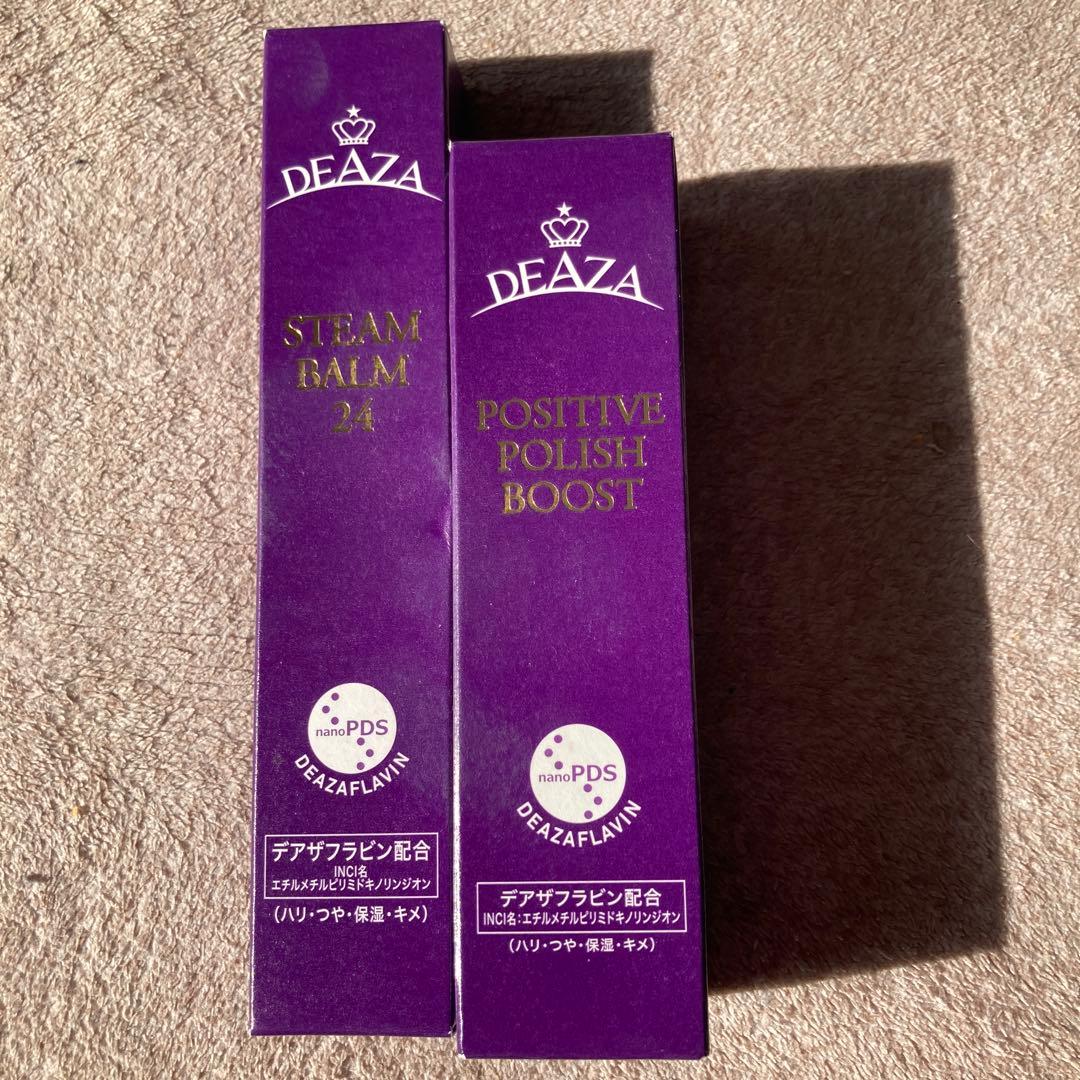 DEAZA
STEAM
BALM
24
nanoPDS
DEAZAFLAVIN
デアザフラビン配合
INCI名
エチルメチルピリミドキノリンジオン
(ハリ・つや・保湿・キメ)
DEAZA
POSITIVE
POLISH
BOOST
nanoPDS
DEAZAFLAVIN
デアザフラビン配合
INCI名:エチルメチルピリミドキノリンジオン
(ハリ・つや・保湿・キメ)